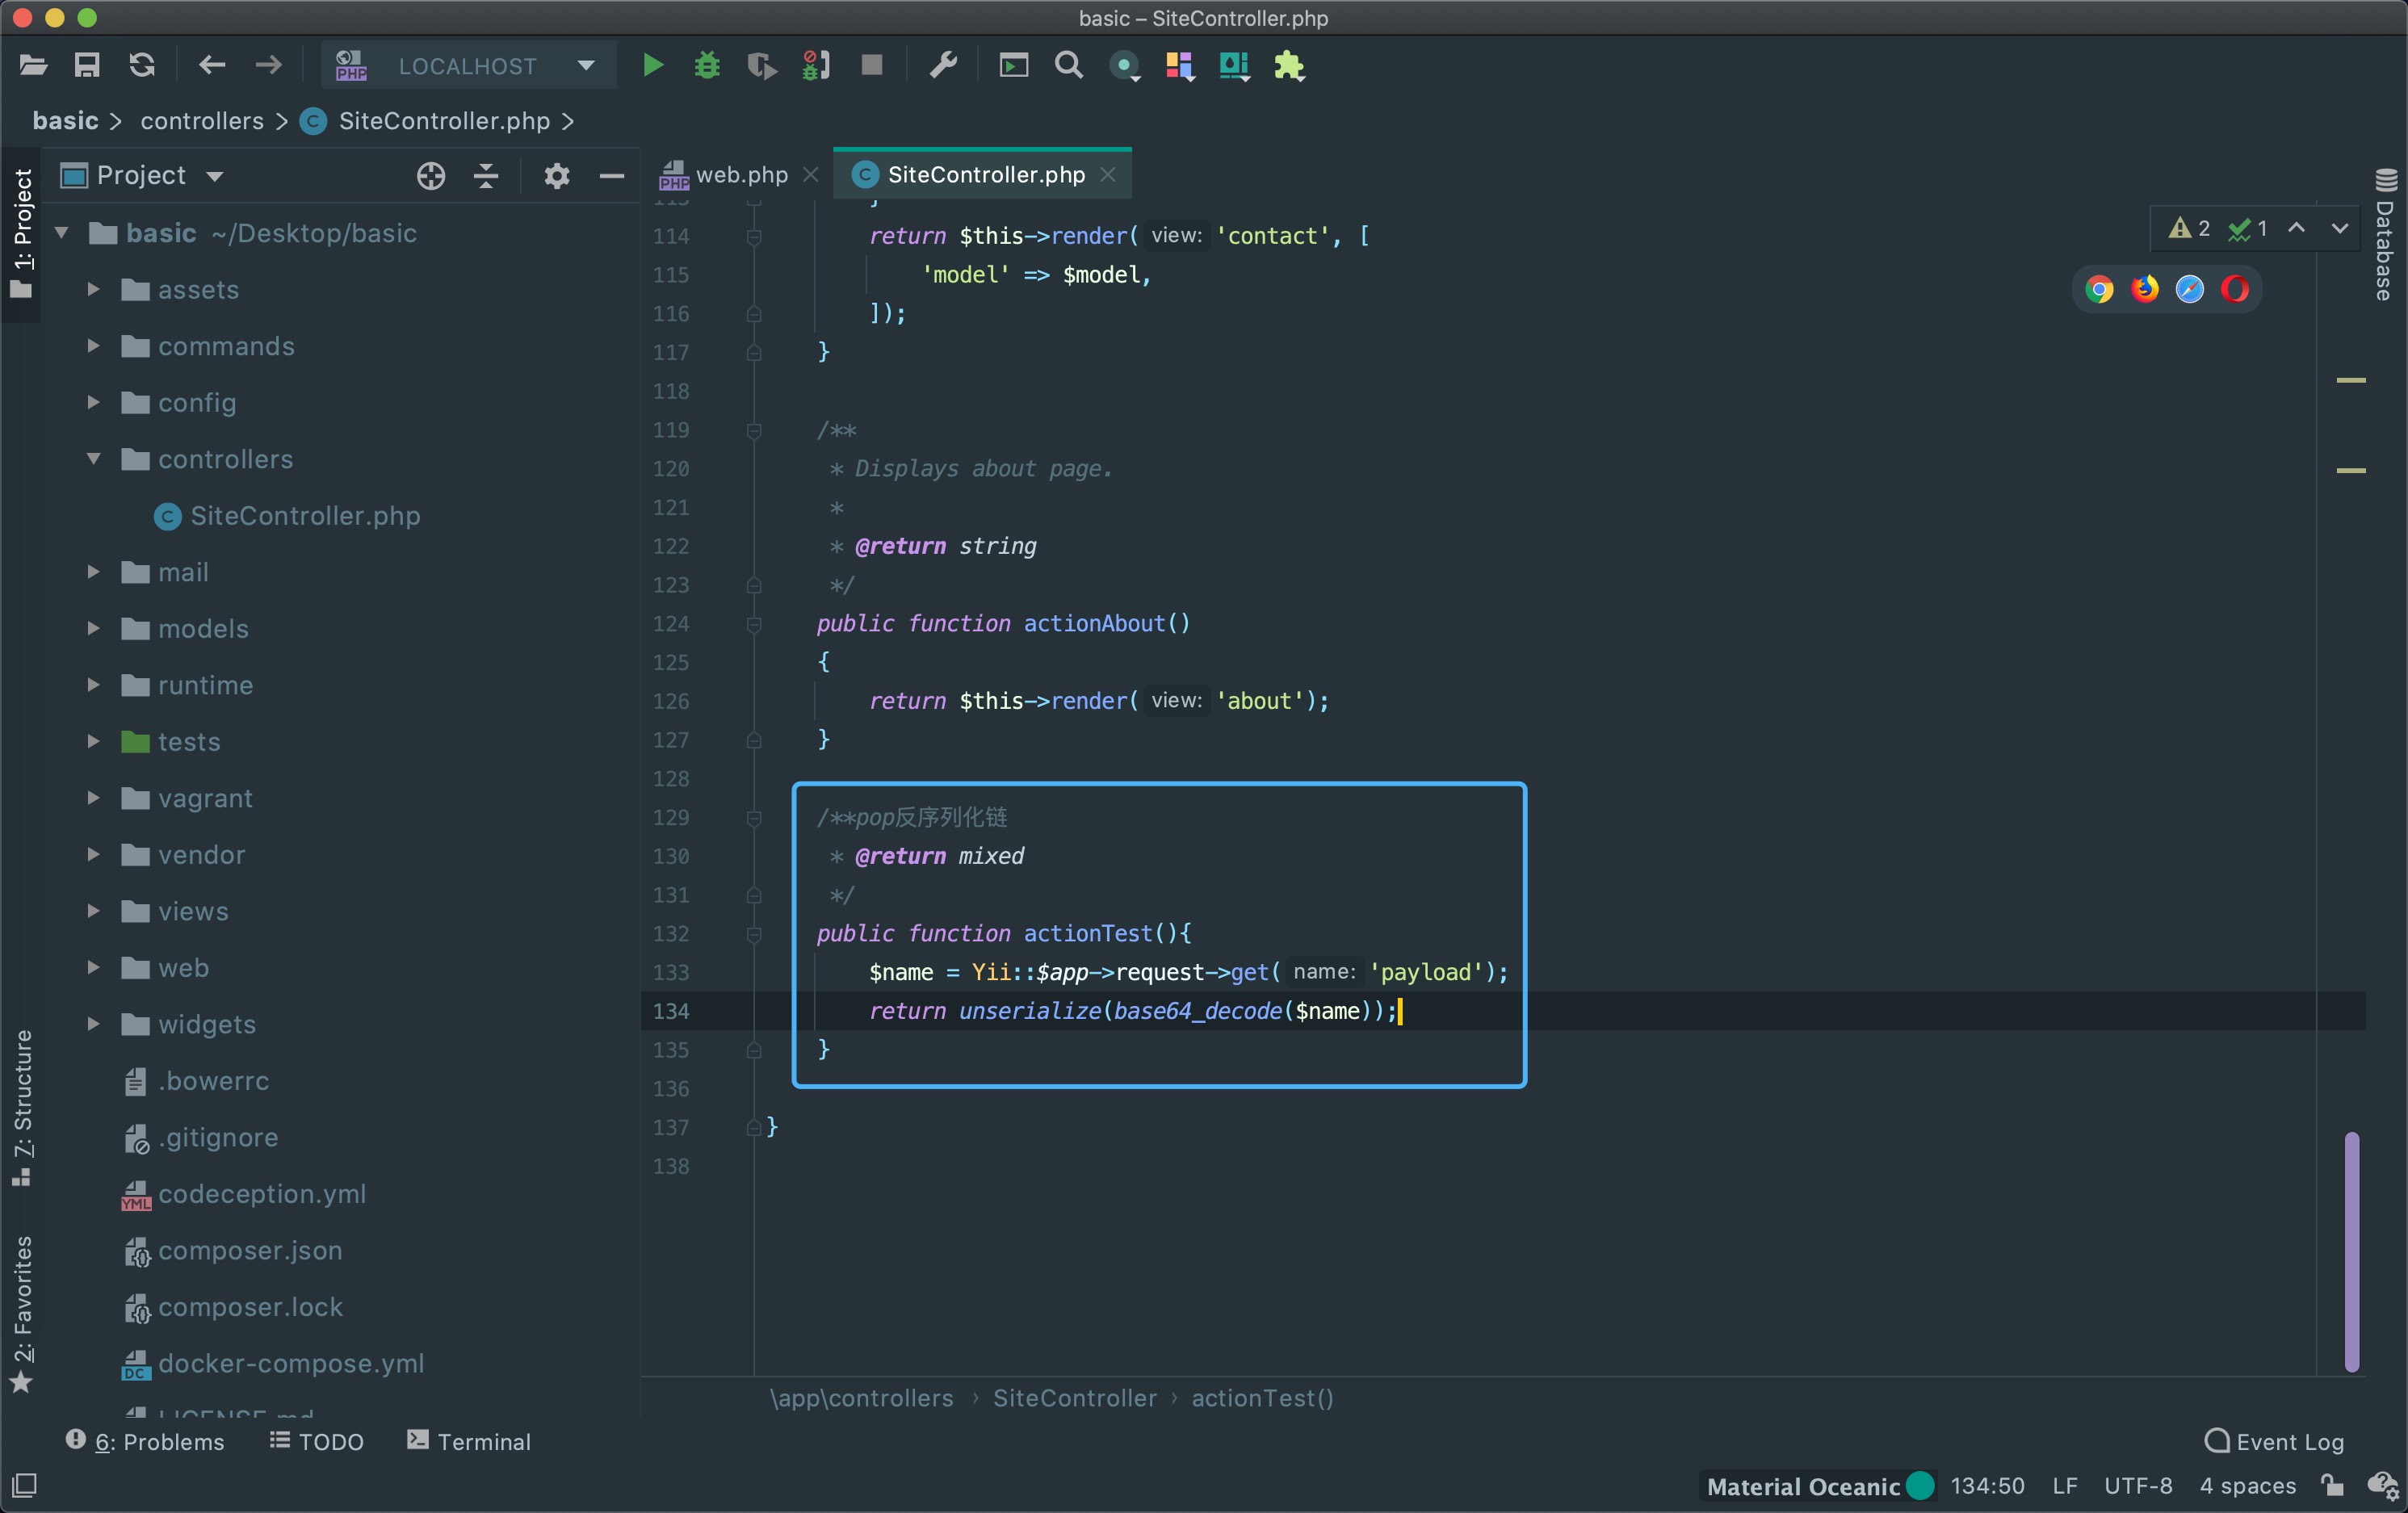 basic – SiteController.php
PHP LOCALHOST
basic > controllers > C SiteController.php >
1: Project
Project
PHP web.php
C SiteController.php
Database
basic ~/Desktop/basic
assets
commands
config
controllers
C SiteController.php
mail
models
runtime
tests
vagrant
vendor
views
web
widgets
.bowerrc
.gitignore
YML codeception.yml
composer.json
composer.lock
DC docker-compose.yml
LICENSE.md
7: Structure
2: Favorites
2 1
113 }
114 return $this->render( view: 'contact', [
115 'model' => $model,
116 ]);
117 }
118
119 /**
120 * Displays about page.
121 *
122 * @return string
123 */
124 public function actionAbout()
125 {
126 return $this->render( view: 'about');
127 }
128
129 /**pop反序列化链
130 * @return mixed
131 */
132 public function actionTest(){
133 $name = Yii::$app->request->get( name: 'payload');
134 return unserialize(base64_decode($name));
135 }
136
137 }
138
\app\controllers › SiteController › actionTest()
6: Problems TODO Terminal Event Log
Material Oceanic 134:50 LF UTF-8 4 spaces